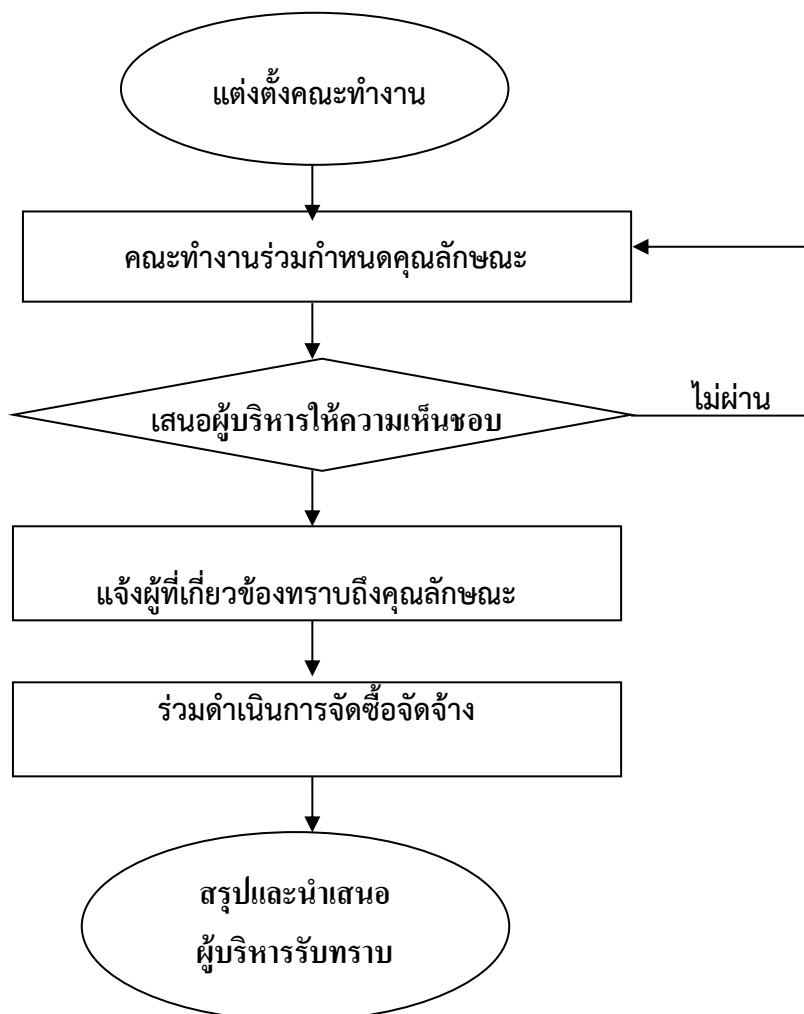 แต่งตั้งคณะทำงาน
คณะทำงานร่วมกำหนดคุณลักษณะ
เสนอผู้บริหารให้ความเห็นชอบ
ไม่ผ่าน
แจ้งผู้ที่เกี่ยวข้องทราบถึงคุณลักษณะ
ร่วมดำเนินการจัดซื้อจัดจ้าง
สรุปและนำเสนอ
ผู้บริหารรับทราบ